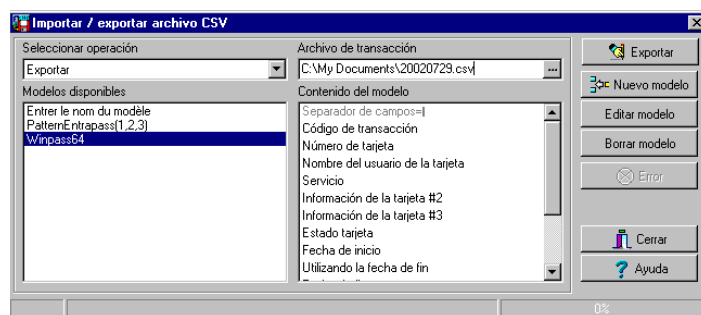 Importar / exportar archivo CSV
Seleccionar operación
Exportar
Archivo de transacción
C:\My Documents\20020729.csv
...
Modelos disponibles
Entrer le nom du modèle
PatternEntrapass(1,2,3)
Winpass64
Contenido del modelo
Separador de campos=|
Código de transacción
Número de tarjeta
Nombre del usuario de la tarjeta
Servicio
Información de la tarjeta #2
Información de la tarjeta #3
Estado tarjeta
Fecha de inicio
Utilizando la fecha de fin
Exportar
Nuevo modelo
Editar modelo
Borrar modelo
Error
Cerrar
Ayuda
0%